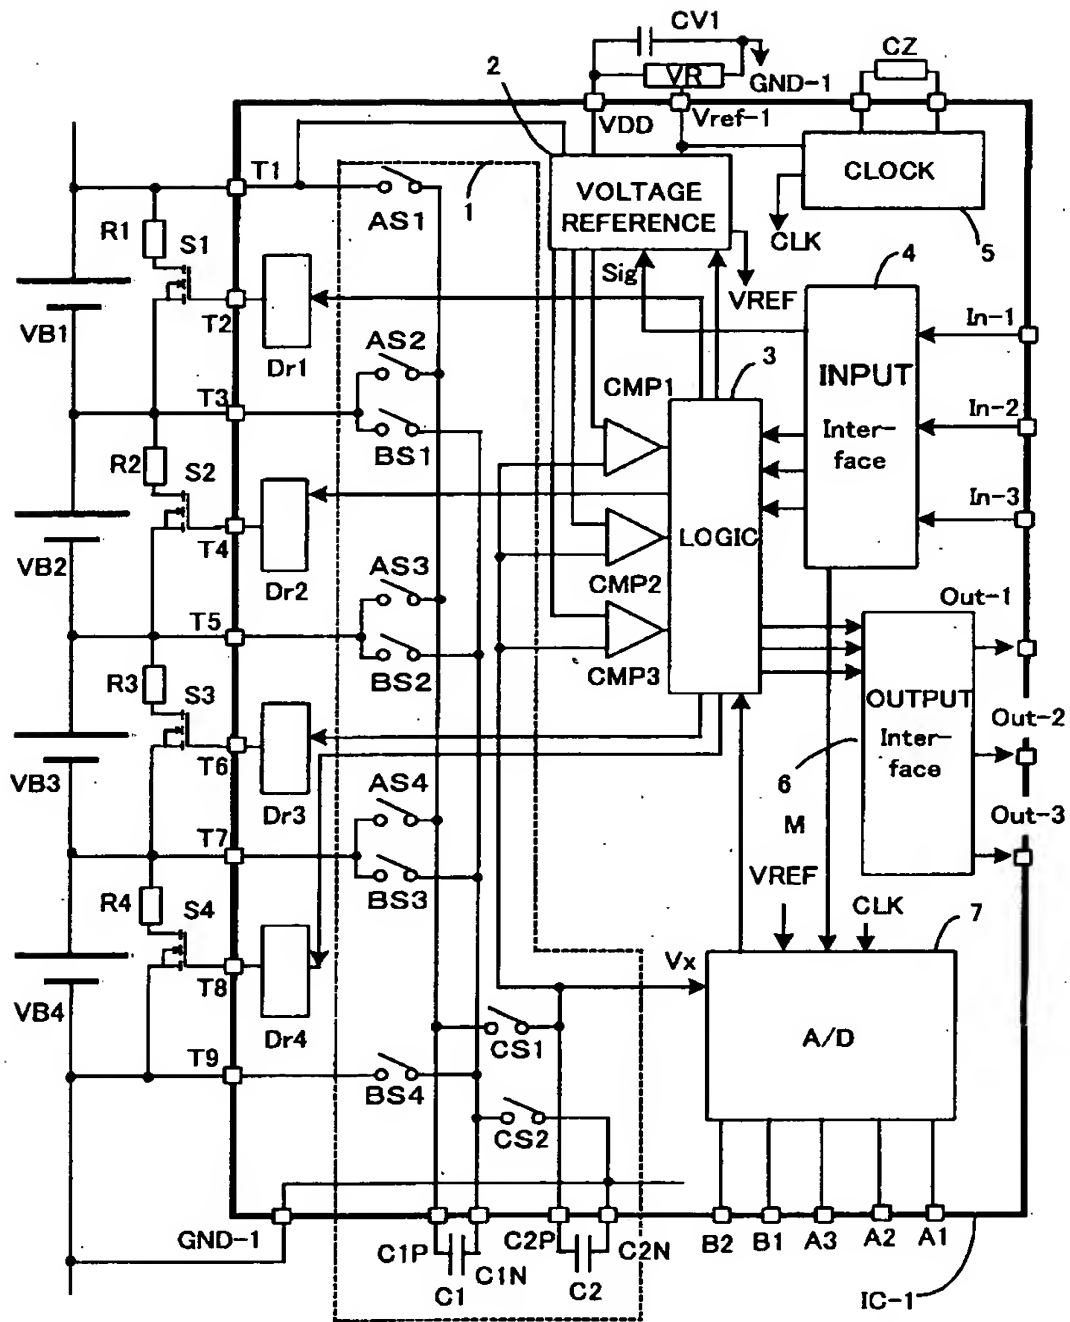 CV1
CZ
2
VR
GND-1
VDD
Vref-1
T1
1
VOLTAGE
REFERENCE
CLOCK
AS1
R1
S1
CLK
5
Sig
4
VREF
T2
In-1
VB1
AS2
Dr1
3
CMP1
INPUT
T3
In-2
BS1
Inter-
face
R2
S2
In-3
T4
LOGIC
VB2
AS3
CMP2
Dr2
Out-1
T5
BS2
CMP3
R3
S3
OUTPUT
Out-2
T6
Inter-
face
VB3
AS4
6
Dr3
M
Out-3
T7
BS3
VREF
R4
S4
CLK
7
Vx
T8
VB4
Dr4
CS1
A/D
T9
BS4
CS2
GND-1
C1P
C2P
C2N
B2
B1
A3
A2
A1
C1N
C1
C2
IC-1